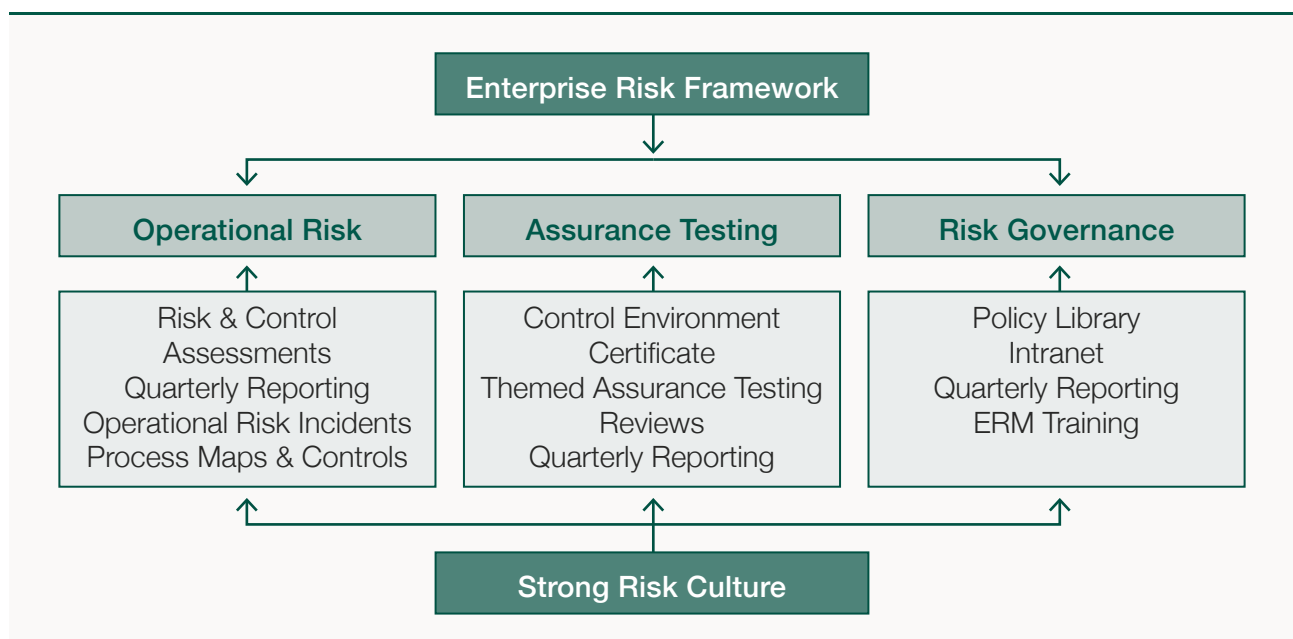 Enterprise Risk Framework
Operational Risk
Risk & Control
Assessments
Quarterly Reporting
Operational Risk Incidents
Process Maps & Controls
Assurance Testing
Control Environment
Certificate
Themed Assurance Testing
Reviews
Quarterly Reporting
Risk Governance
Policy Library
Intranet
Quarterly Reporting
ERM Training
Strong Risk Culture